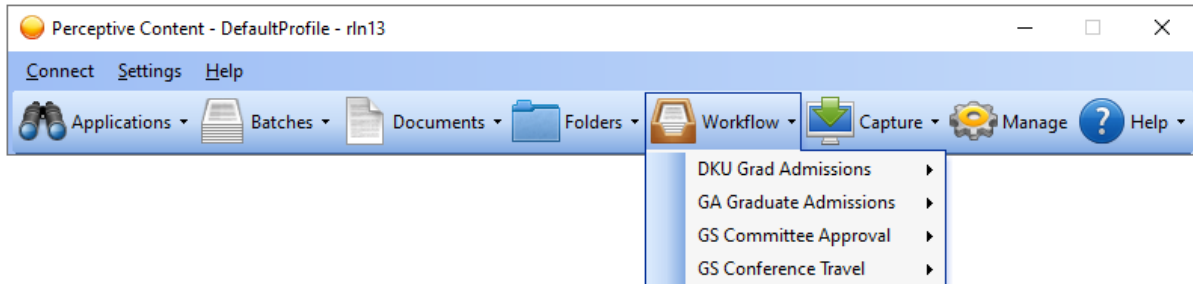 Perceptive Content - DefaultProfile - rln13
Connect Settings Help
Applications Batches Documents Folders Workflow Capture Manage ? Help
DKU Grad Admissions
GA Graduate Admissions
GS Committee Approval
GS Conference Travel